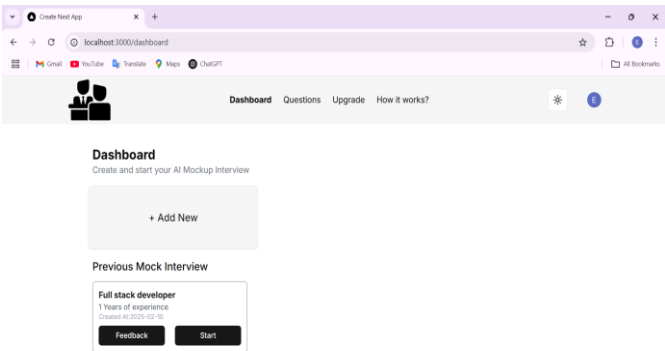 Create Next App
localhost:3000/dashboard
E
Gmail YouTube Translate Maps ChatGPT All Bookmarks
Dashboard Questions Upgrade How it works? E
Dashboard
Create and start your AI Mockup Interview
+ Add New
Previous Mock Interview
Full stack developer
1 Years of experience
Created At:2025-02-10
Feedback Start